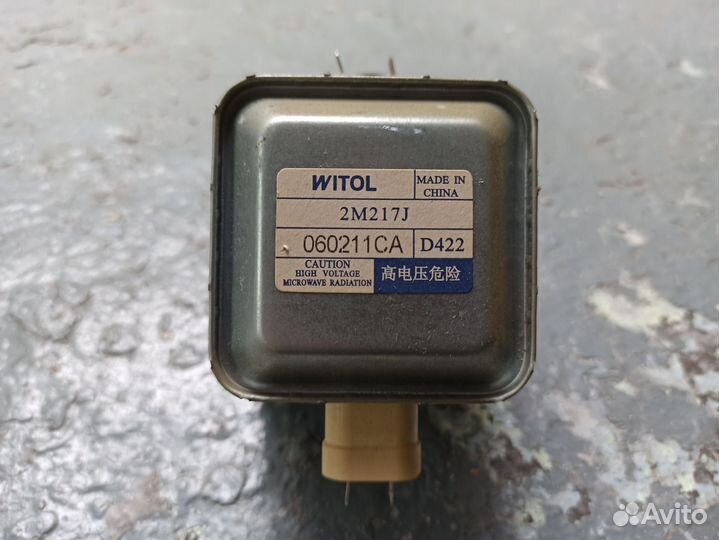 WITOL
MADE IN
CHINA
2M217J
060211CA
D422
CAUTION
HIGH VOLTAGE
MICROWAVE RADIATION
高电压危险
Avito